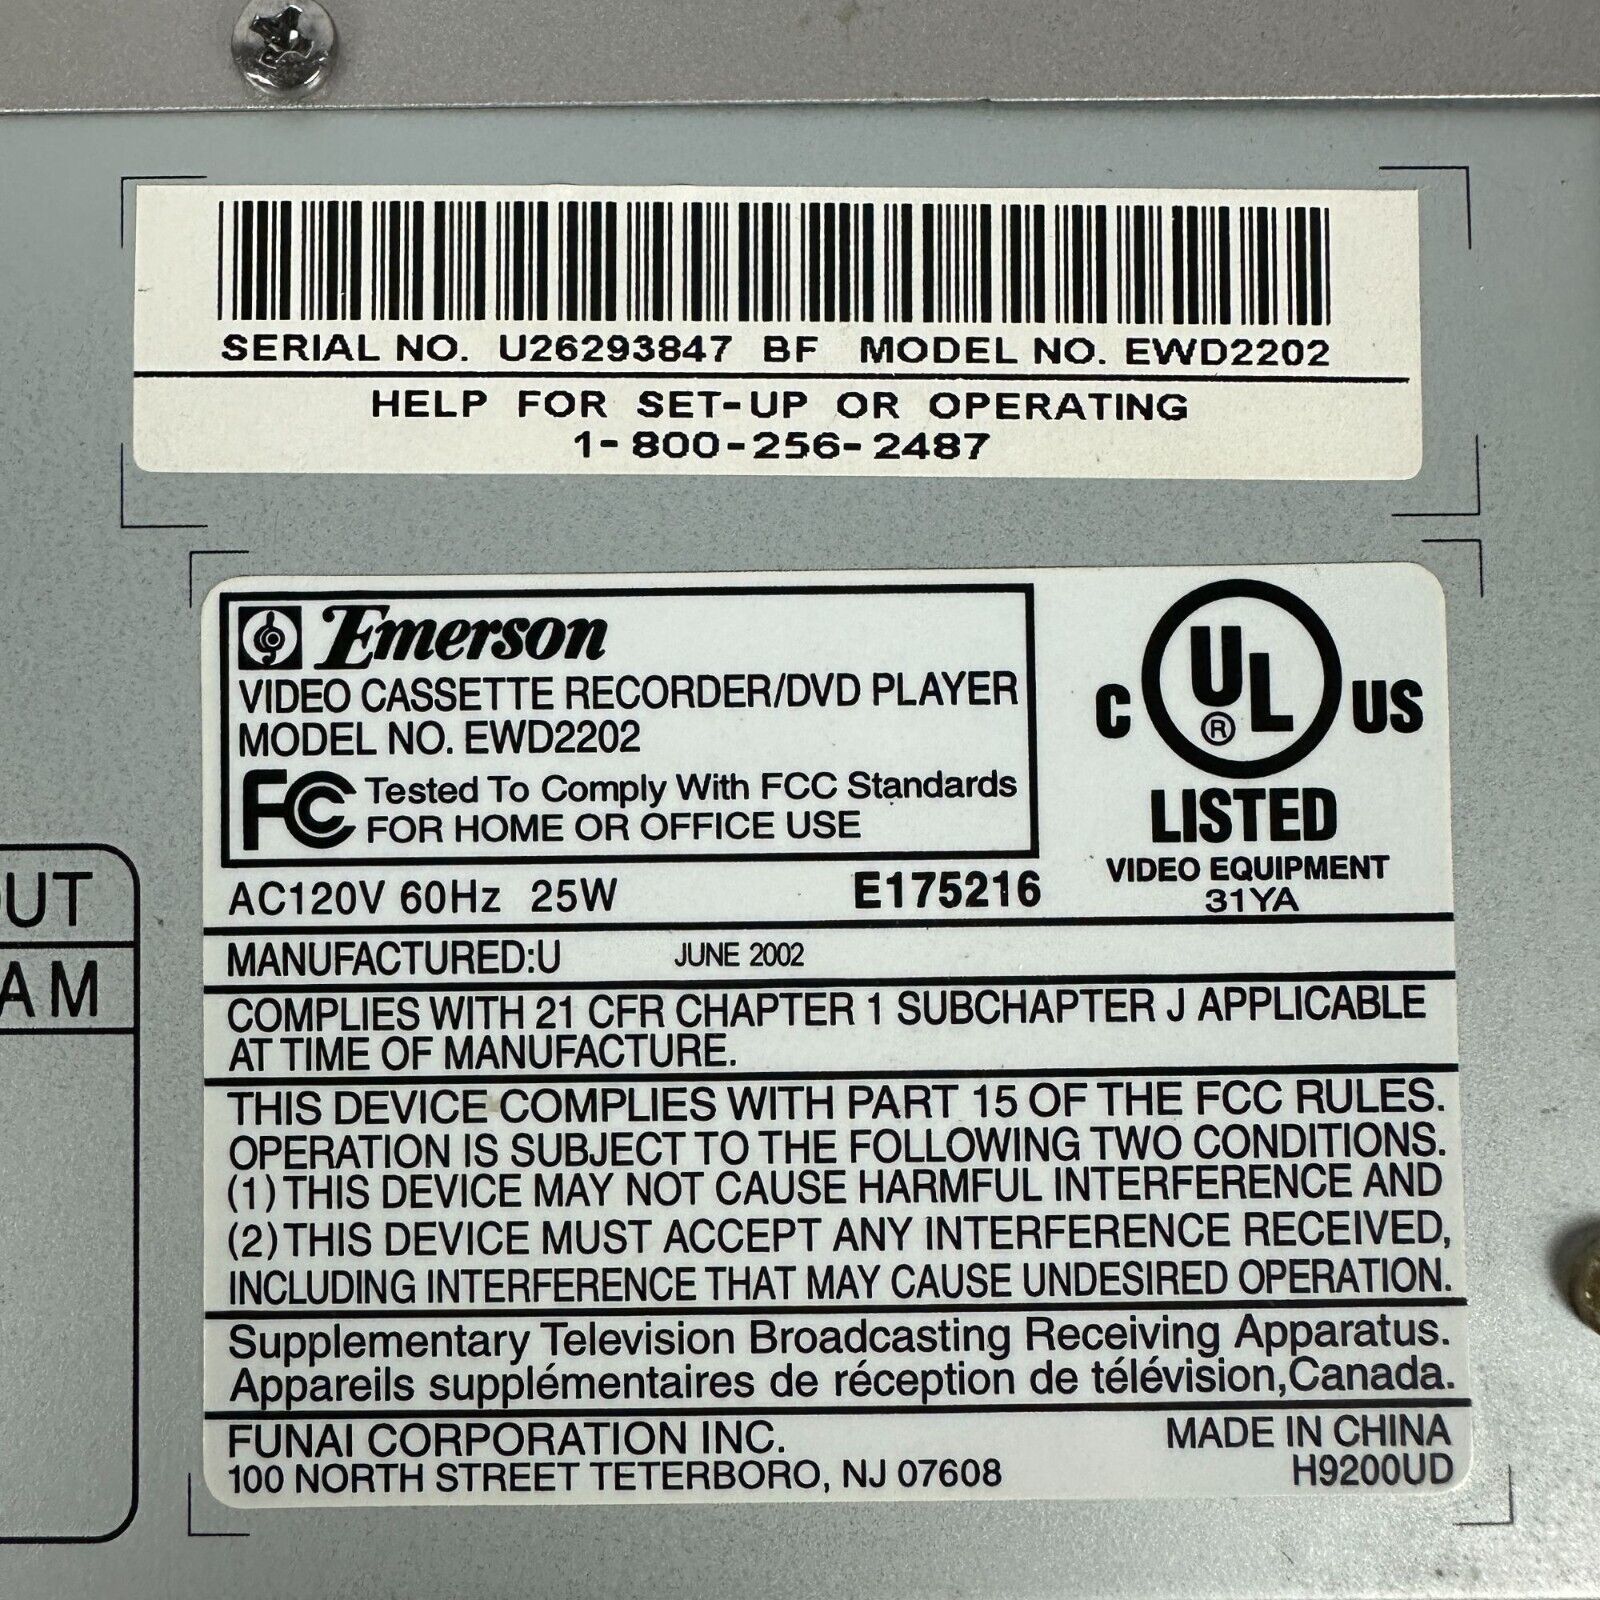 SERIAL NO. U26293847 BF MODEL NO. EWD2202
HELP FOR SET-UP OR OPERATING
1-800-256-2487
Emerson
VIDEO CASSETTE RECORDER/DVD PLAYER
MODEL NO. EWD2202
FC Tested To Comply With FCC Standards
FOR HOME OR OFFICE USE
C UL US
®
LISTED
VIDEO EQUIPMENT
31YA
AC120V 60Hz 25W E175216
MANUFACTURED:U JUNE 2002
COMPLIES WITH 21 CFR CHAPTER 1 SUBCHAPTER J APPLICABLE
AT TIME OF MANUFACTURE.
THIS DEVICE COMPLIES WITH PART 15 OF THE FCC RULES.
OPERATION IS SUBJECT TO THE FOLLOWING TWO CONDITIONS.
(1) THIS DEVICE MAY NOT CAUSE HARMFUL INTERFERENCE AND
(2) THIS DEVICE MUST ACCEPT ANY INTERFERENCE RECEIVED,
INCLUDING INTERFERENCE THAT MAY CAUSE UNDESIRED OPERATION.
Supplementary Television Broadcasting Receiving Apparatus.
Appareils supplémentaires de réception de télévision,Canada.
FUNAI CORPORATION INC. MADE IN CHINA
100 NORTH STREET TETERBORO, NJ 07608 H9200UD